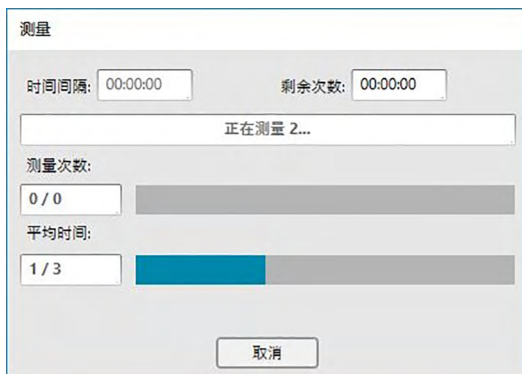 测量
时间间隔: 00:00:00 剩余次数: 00:00:00
正在测量 2...
测量次数:
0 / 0
平均时间:
1 / 3
取消